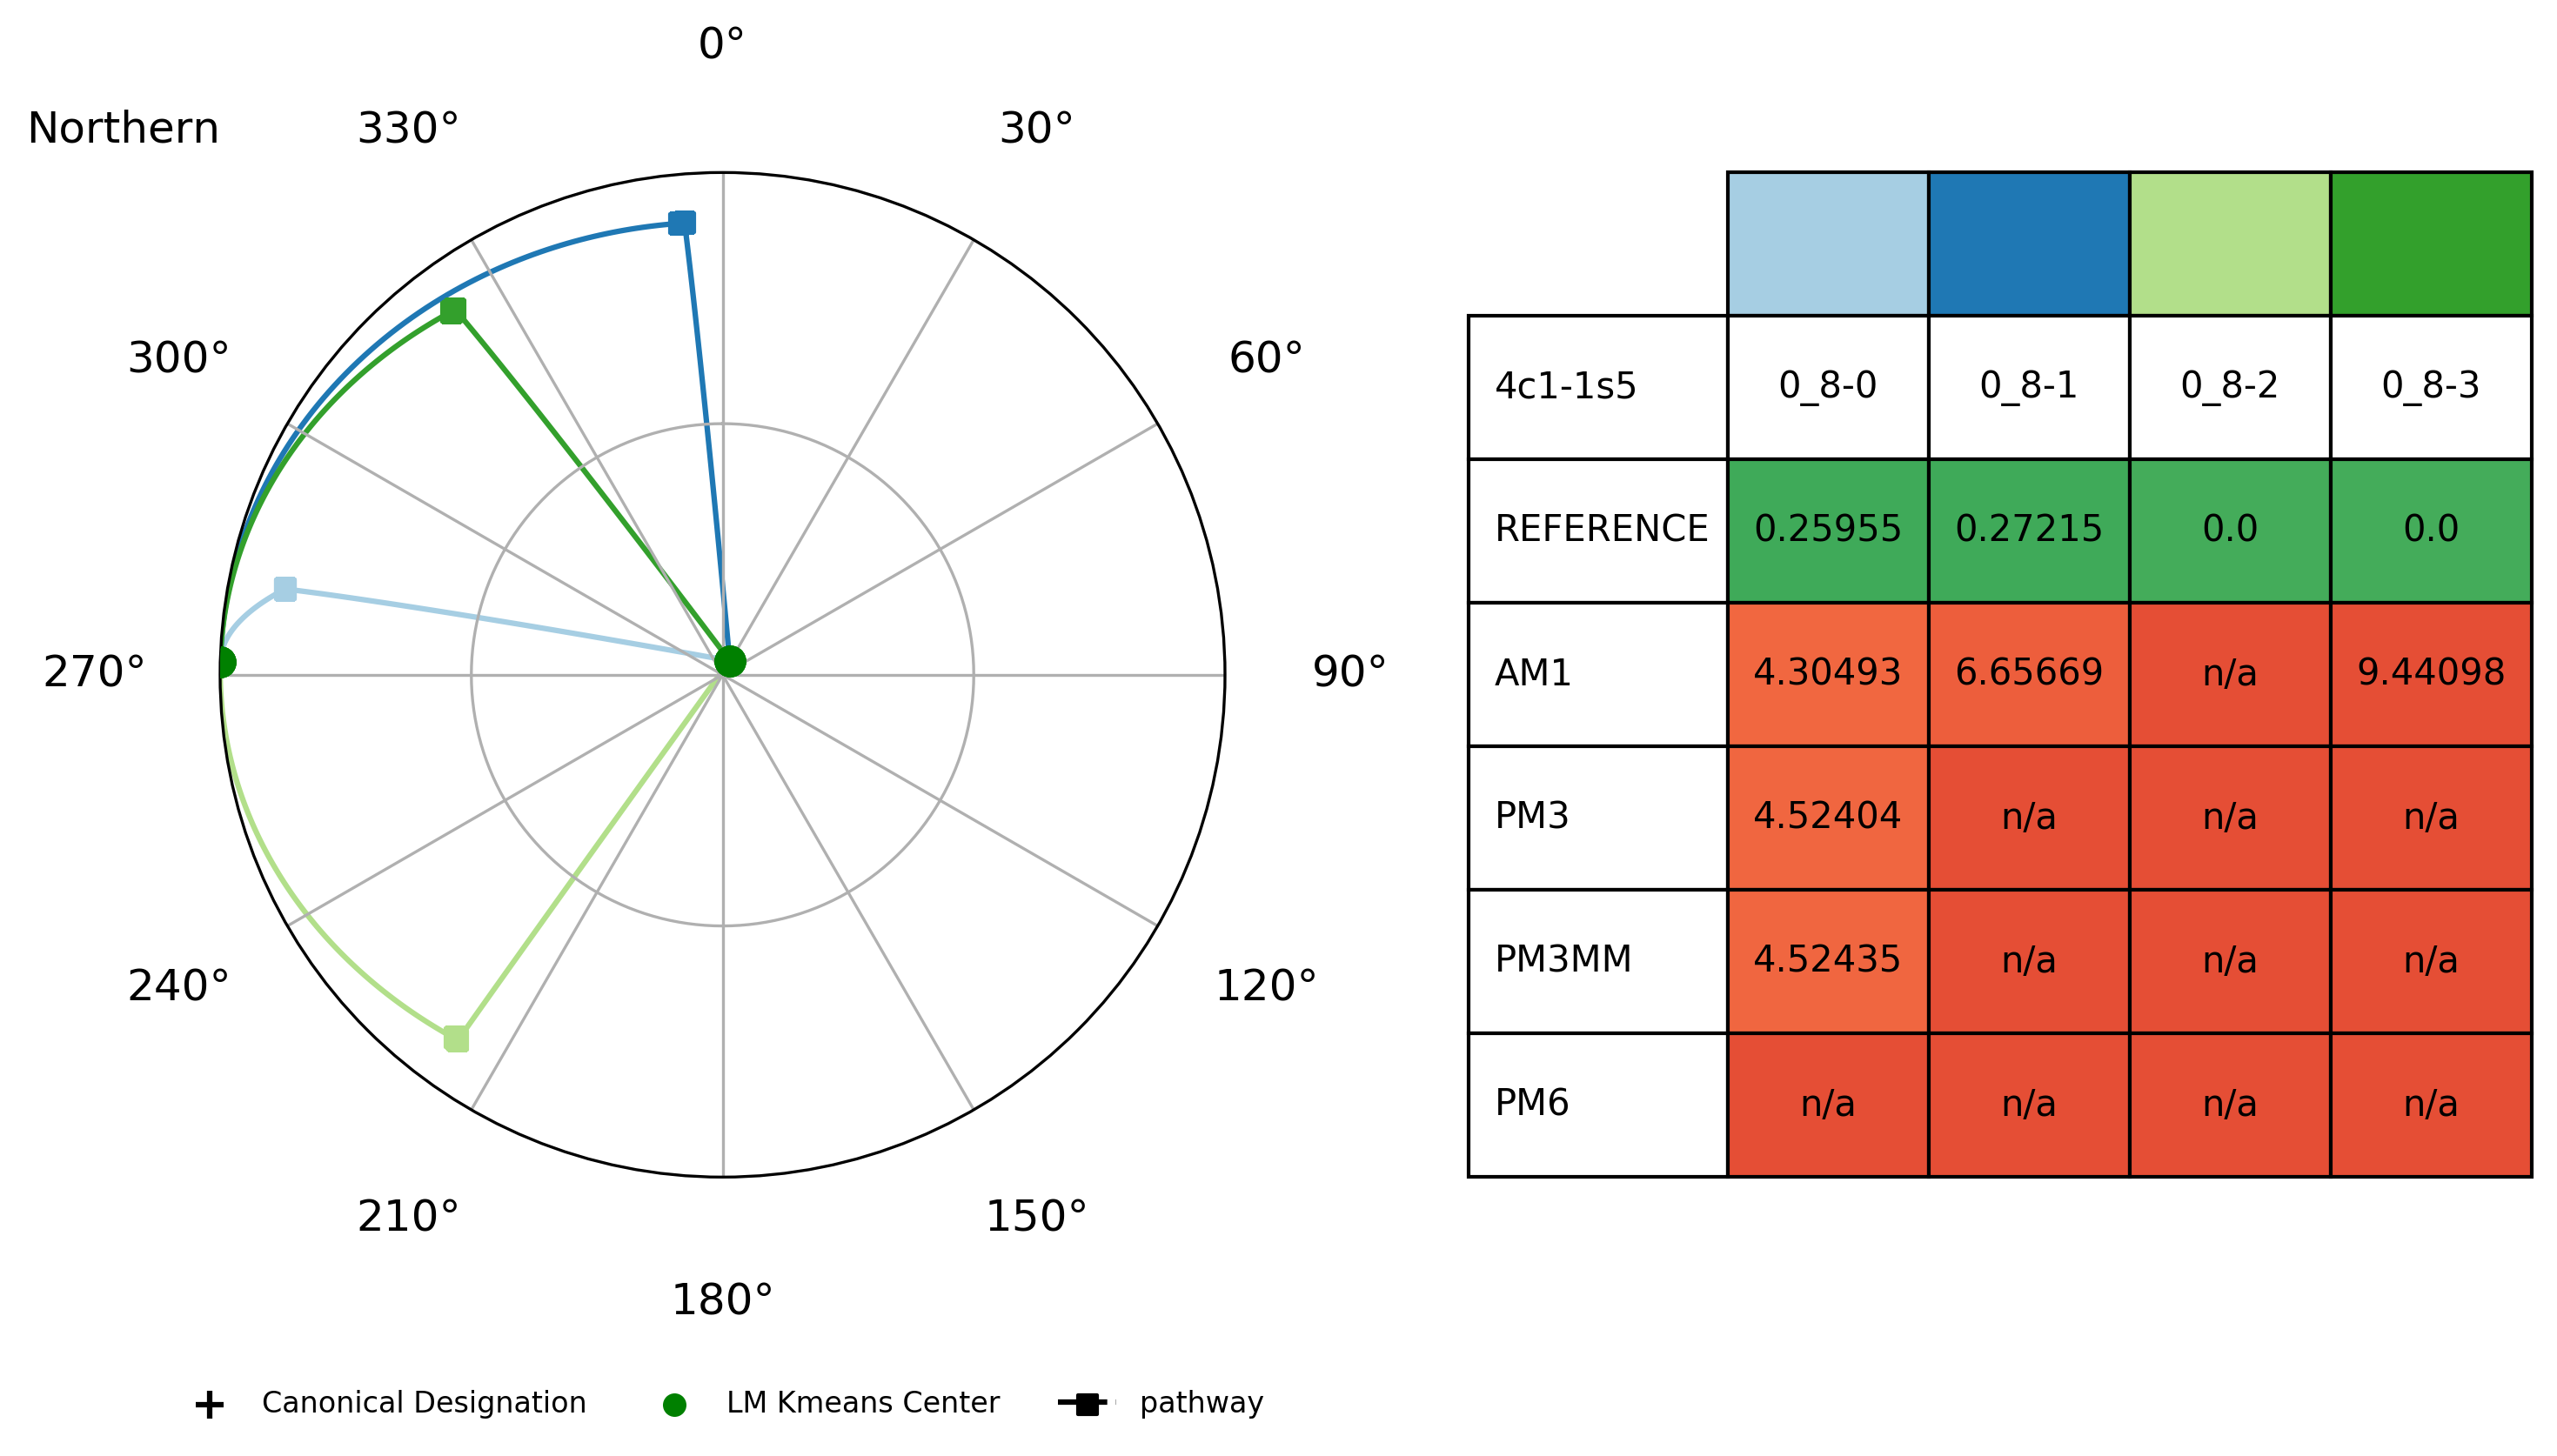 0°
Northern
330°
30°
300°
60°
270°
90°
240°
120°
210°
150°
180°
Canonical Designation
LM Kmeans Center
pathway
4c1-1s5 0_8-0 0_8-1 0_8-2 0_8-3
REFERENCE 0.25955 0.27215 0.0 0.0
AM1 4.30493 6.65669 n/a 9.44098
PM3 4.52404 n/a n/a n/a
PM3MM 4.52435 n/a n/a n/a
PM6 n/a n/a n/a n/a